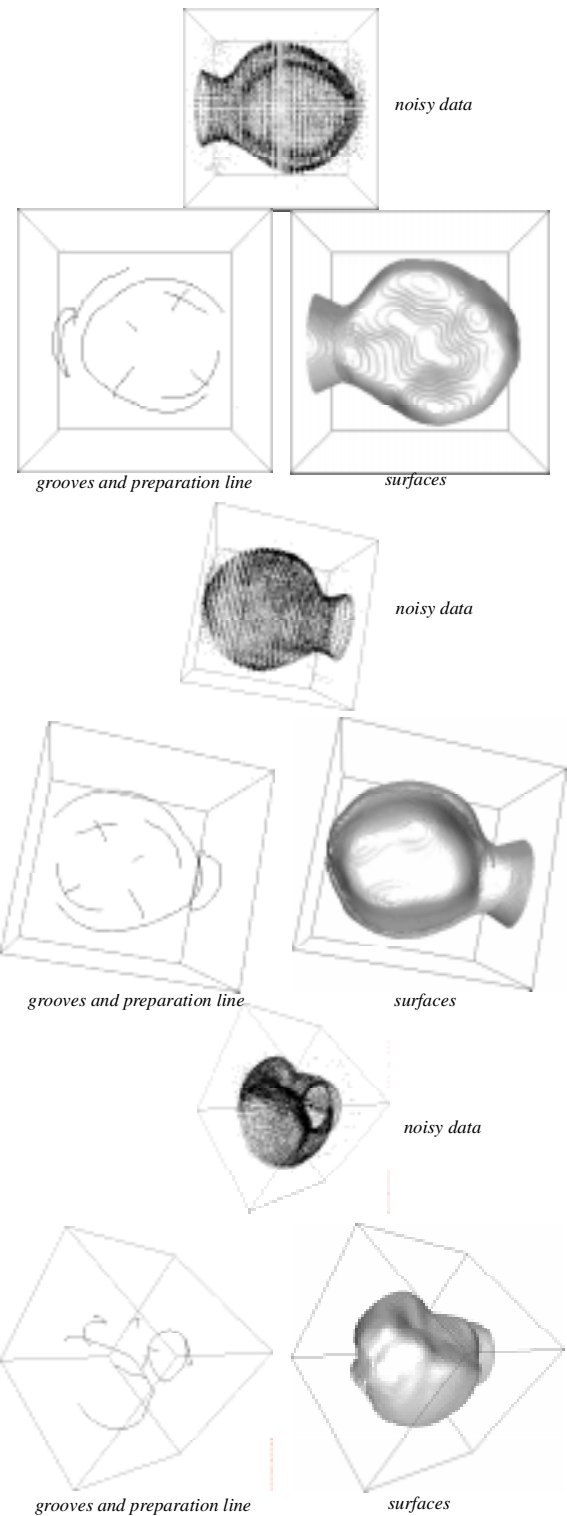 noisy data
grooves and preparation line
surfaces
noisy data
grooves and preparation line
surfaces
noisy data
grooves and preparation line
surfaces